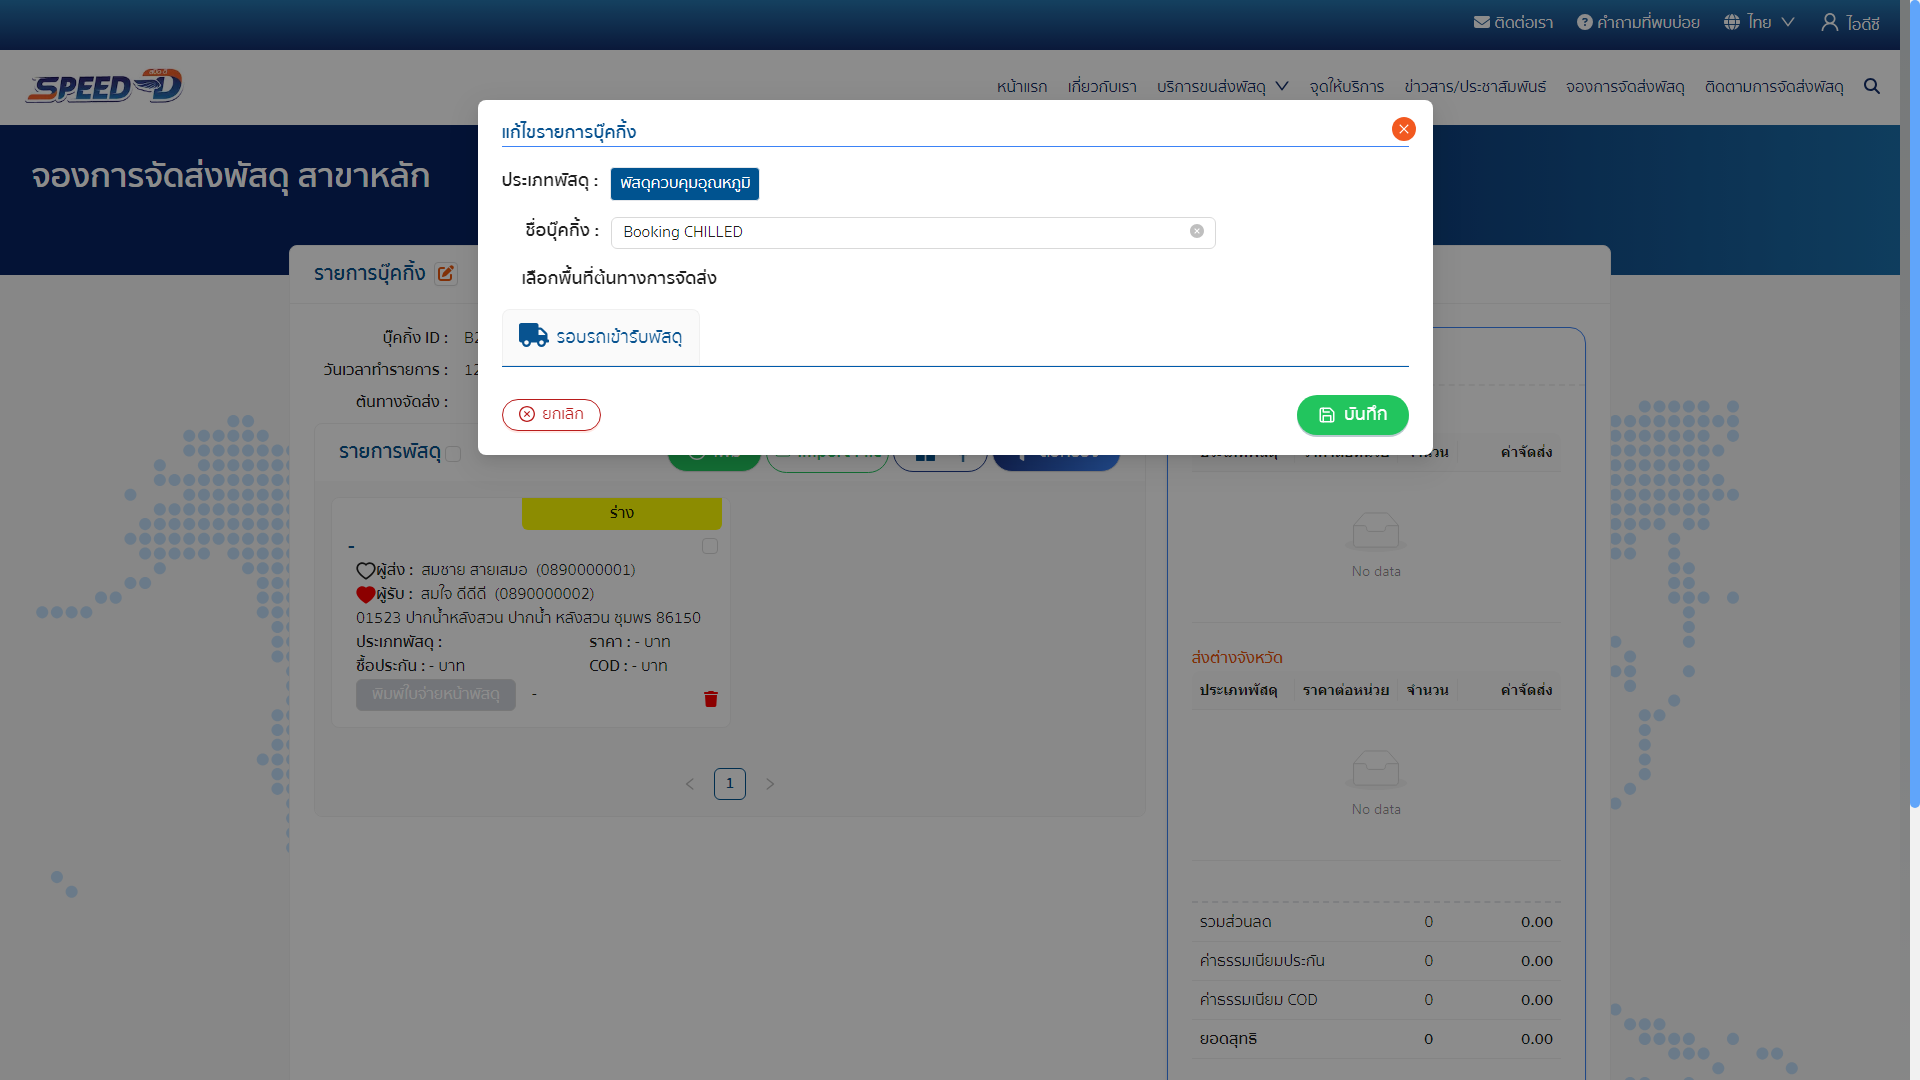 ติดต่อเรา คำถามที่พบบ่อย ไทย ไอดีซี
SPEED-D
หน้าแรก เกี่ยวกับเรา บริการขนส่งพัสดุ จุดให้บริการ ข่าวสาร/ประชาสัมพันธ์ จองการจัดส่งพัสดุ ติดตามการจัดส่งพัสดุ
จองการจัดส่งพัสดุ สาขาหลัก
แก้ไขรายการบุ๊คกิ้ง
ประเภทพัสดุ : พัสดุควบคุมอุณหภูมิ
ชื่อบุ๊คกิ้ง : Booking CHILLED
เลือกพื้นที่ต้นทางการจัดส่ง
รอบรถเข้ารับพัสดุ
ยกเลิก บันทึก
รายการบุ๊คกิ้ง
บุ๊คกิ้ง ID :
วันเวลาทำรายการ :
ต้นทางจัดส่ง :
รายการพัสดุ
ร่าง
-
ผู้ส่ง : สมชาย สายเสมอ (0890000001)
ผู้รับ : สมใจ ดีดีดี (0890000002)
01523 ปากน้ำหลังสวน ปากน้ำ หลังสวน ชุมพร 86150
ประเภทพัสดุ : ราคา : - บาท
ซื้อประกัน : - บาท COD : - บาท
พิมพ์ใบจ่ายหน้าพัสดุ -
1
ค่าจัดส่ง
No data
ส่งต่างจังหวัด
ประเภทพัสดุ ราคาต่อหน่วย จำนวน ค่าจัดส่ง
No data
รวมส่วนลด 0 0.00
ค่าธรรมเนียมประกัน 0 0.00
ค่าธรรมเนียม COD 0 0.00
ยอดสุทธิ 0 0.00